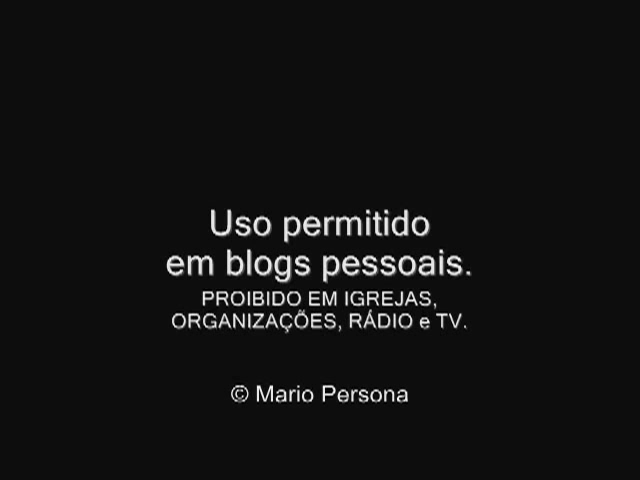 Uso permitido
em blogs pessoais.
PROIBIDO EM IGREJAS,
ORGANIZAÇÕES, RÁDIO e TV.
© Mario Persona